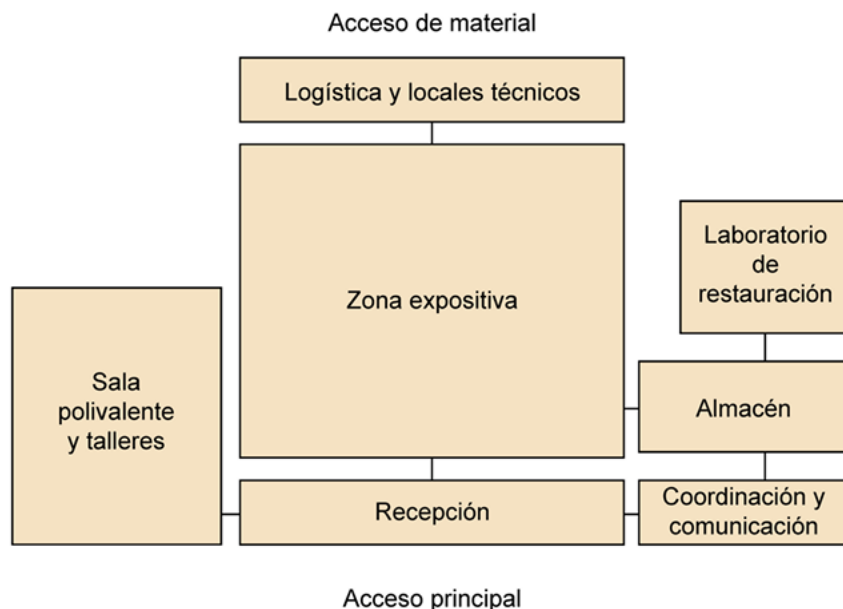 Acceso de material
Logística y locales técnicos
Zona expositiva
Laboratorio
de
restauración
Sala
polivalente
y talleres
Almacén
Recepción
Coordinación y
comunicación
Acceso principal